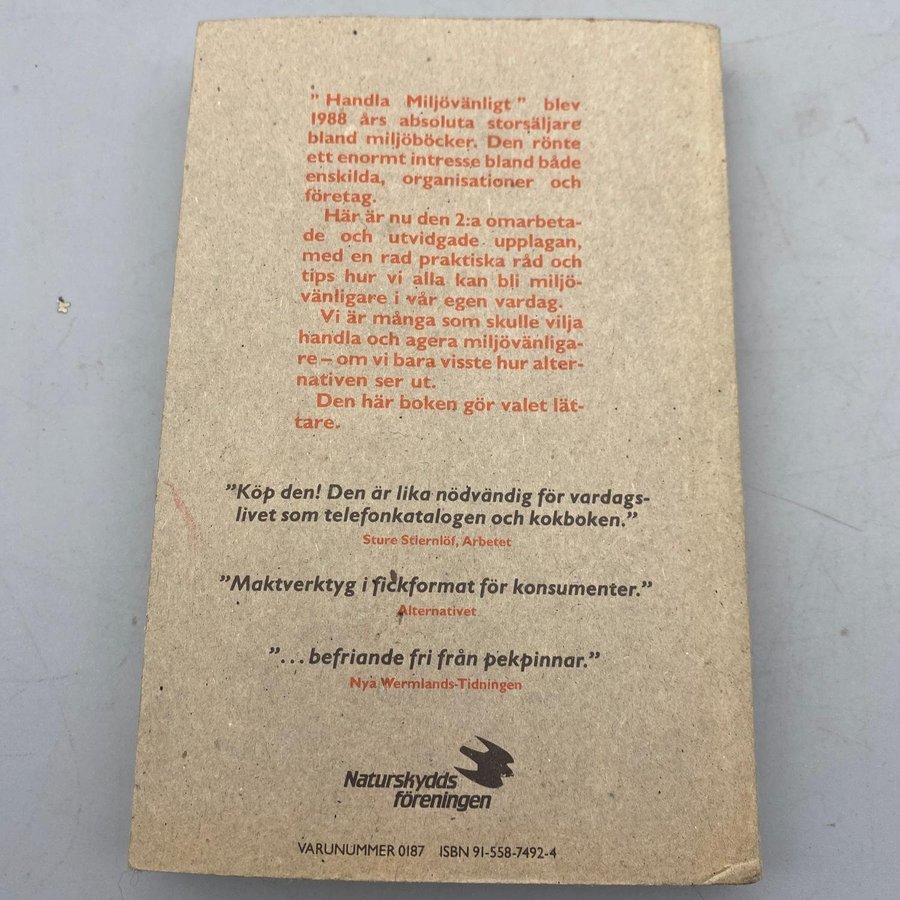 " Handla Miljövänligt " blev
1988 års absoluta storsäljare
bland miljöböcker. Den rönte
ett enormt intresse bland både
enskilda, organisationer och
företag.
Här är nu den 2:a omarbeta-
de och utvidgade upplagan,
med en rad praktiska råd och
tips hur vi alla kan bli miljö-
vänligare i vår egen vardag.
Vi är många som skulle vilja
handla och agera miljövänliga-
re – om vi bara visste hur alter-
nativen ser ut.
Den här boken gör valet lät-
tare.
”Köp den! Den är lika nödvändig för vardags-
livet som telefonkatalogen och kokboken.”
Sture Stiernlöf, Arbetet
”Maktverktyg i fickformat för konsumenter.”
Alternativet
”... befriande fri från pekpinnar.”
Nya Wermlands-Tidningen
Naturskydds
föreningen
VARUNUMMER 0187 ISBN 91-558-7492-4